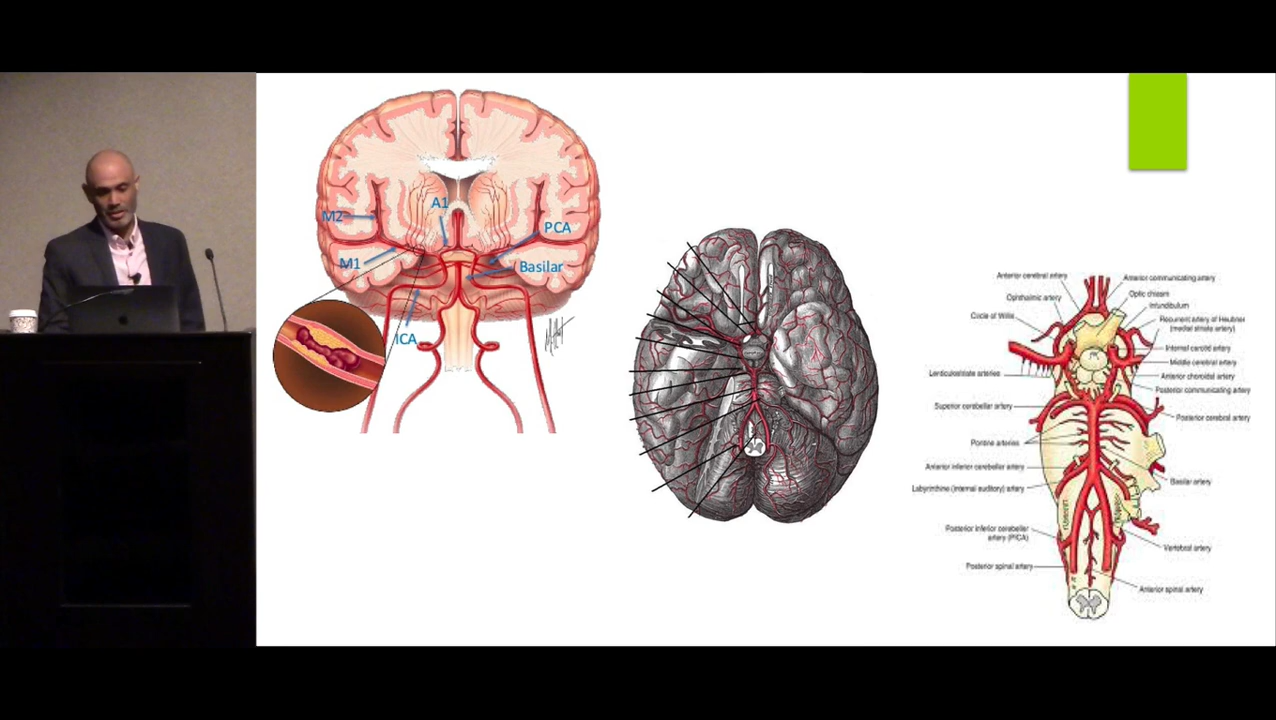 A1
M2
PCA
M1
Basilar
ICA
Anterior cerebral artery
Anterior communicating artery
Ophthalmic artery
Optic chiasm
Infundibulum
Circle of Willis
Recurrent artery of Heubner
(medial striate artery)
Internal carotid artery
Middle cerebral artery
Lenticulostriate arteries
Anterior choroidal artery
Posterior communicating artery
Superior cerebellar artery
Posterior cerebral artery
Pontine arteries
Anterior inferior cerebellar artery
Basilar artery
Labyrinthine (internal auditory) artery
Posterior inferior cerebellar
artery (PICA)
Vertebral artery
Posterior spinal artery
Anterior spinal artery